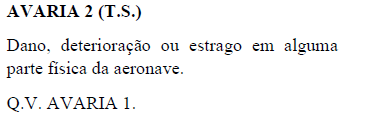 AVARIA 2 (T.S.)
Dano, deterioração ou estrago em alguma
parte física da aeronave.
Q.V. AVARIA 1.